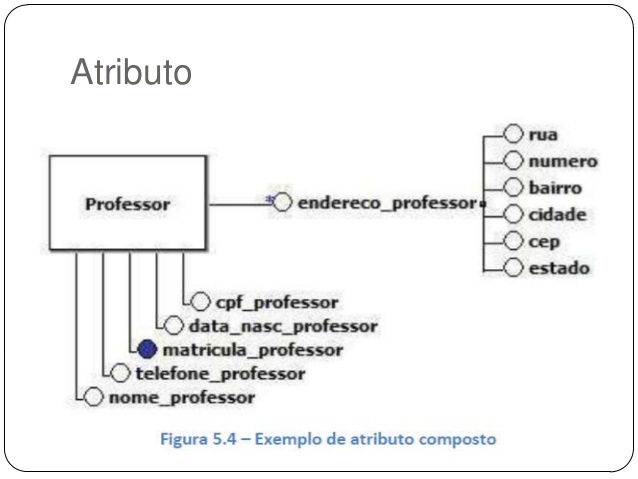 Atributo
rua
numero
Professor
* endereco_professor
bairro
cidade
cep
estado
cpf_professor
data_nasc_professor
matricula_professor
telefone_professor
nome_professor
Figura 5.4 – Exemplo de atributo composto